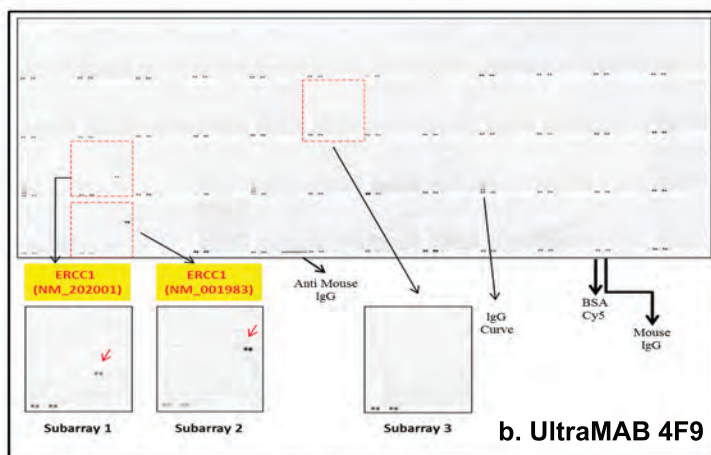 ERCC1
(NM_202001)
ERCC1
(NM_001983)
Anti Mouse
IgG
IgG
Curve
BSA
Cy5
Mouse
IgG
Subarray 1
Subarray 2
Subarray 3
b. UltraMAB 4F9